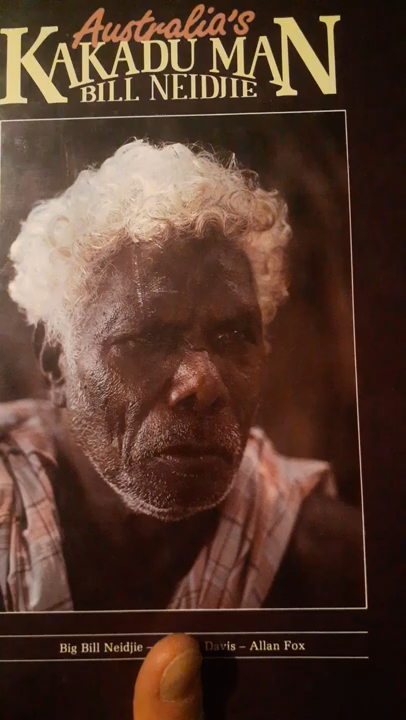 Australia's
KAKADU MAN
BILL NEIDJIE
Big Bill Neidjie – Davis – Allan Fox